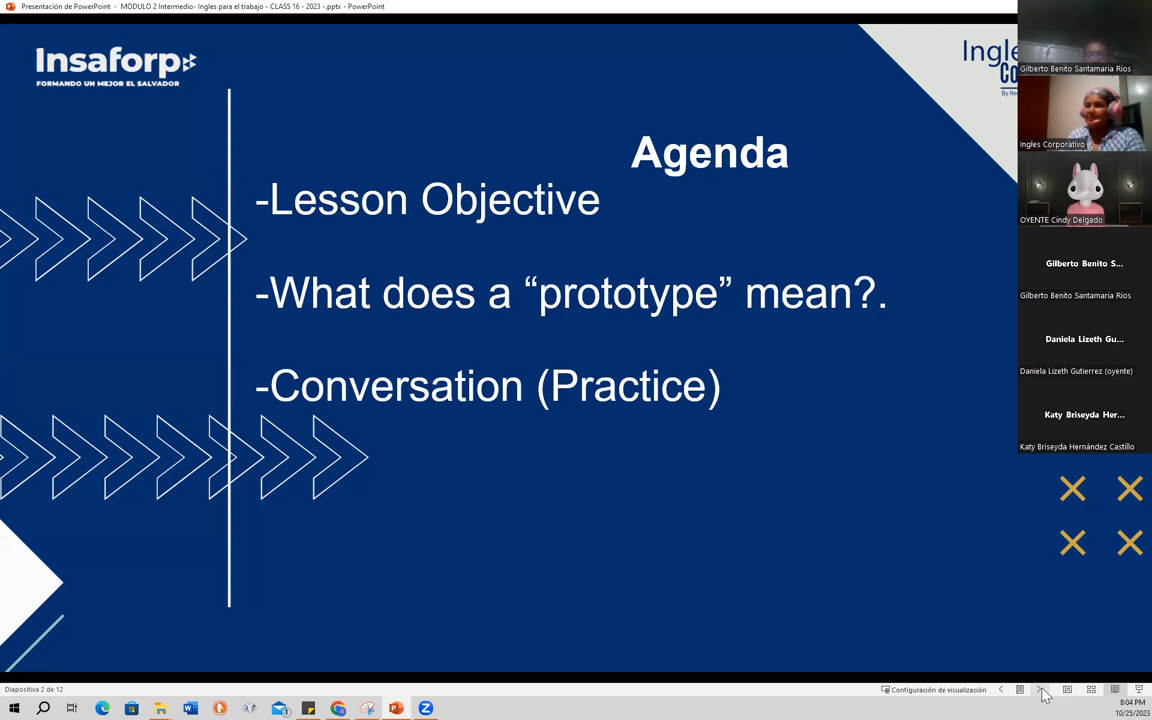 Presentación de PowerPoint - MODULO 2 Intermedio- Ingles para el trabajo - CLASS 16 - 2023 -.pptx - PowerPoint
Insaforp
FORMANDO UN MEJOR EL SALVADOR
Agenda
-Lesson Objective
-What does a “prototype” mean?.
-Conversation (Practice)
Gilberto Benito Santamaria Rios
Ingles Corporativo
OYENTE Cindy Delgado
Gilberto Benito S...
Gilberto Benito Santamaria Rios
Daniela Lizeth Gu...
Daniela Lizeth Gutierrez (oyente)
Katy Briseyda Her...
Katy Briseyda Hernández Castillo
Diapositiva 2 de 12
Configuración de visualización
8:04 PM
10/25/2023